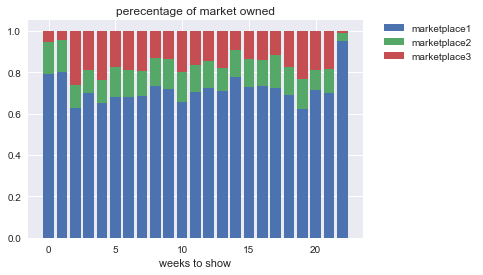 perecentage of market owned
1.0
0.8
0.6
0.4
0.2
0.0
0 5 10 15 20
weeks to show
marketplace1
marketplace2
marketplace3